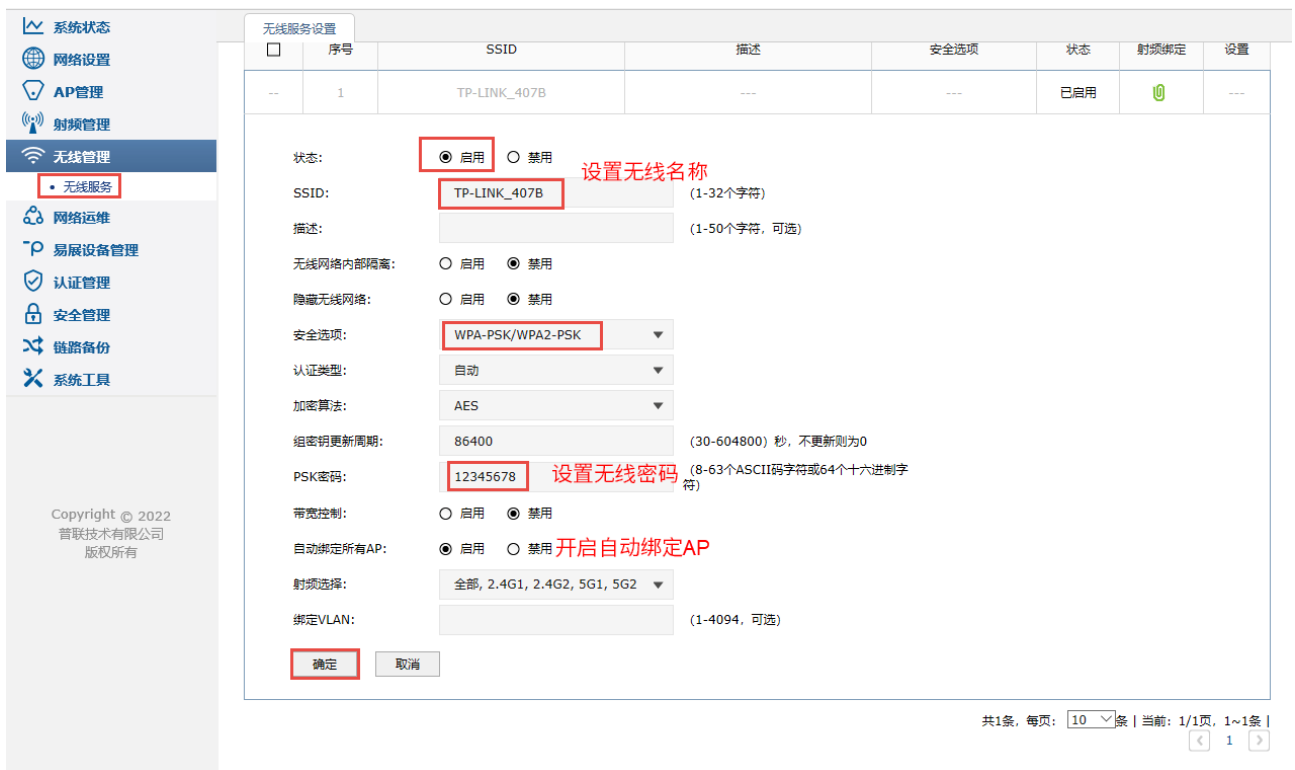 系统状态
网络设置
AP管理
射频管理
无线管理
• 无线服务
网络运维
易展设备管理
认证管理
安全管理
链路备份
系统工具
Copyright © 2022
普联技术有限公司
版权所有
无线服务设置
序号 SSID 描述 安全选项 状态 射频绑定 设置
-- 1 TP-LINK_407B --- --- 已启用 ---
状态: 启用 禁用
设置无线名称
SSID: TP-LINK_407B (1-32个字符)
描述: (1-50个字符，可选)
无线网络内部隔离: 启用 禁用
隐藏无线网络: 启用 禁用
安全选项: WPA-PSK/WPA2-PSK
认证类型: 自动
加密算法: AES
组密钥更新周期: 86400 (30-604800) 秒，不更新则为0
PSK密码: 12345678 设置无线密码 (8-63个ASCII码字符或64个十六进制字
符)
带宽控制: 启用 禁用
自动绑定所有AP: 启用 禁用 开启自动绑定AP
射频选择: 全部, 2.4G1, 2.4G2, 5G1, 5G2
绑定VLAN: (1-4094，可选)
确定 取消
共1条，每页: 10 条 | 当前: 1/1页，1~1条 |
< 1 >